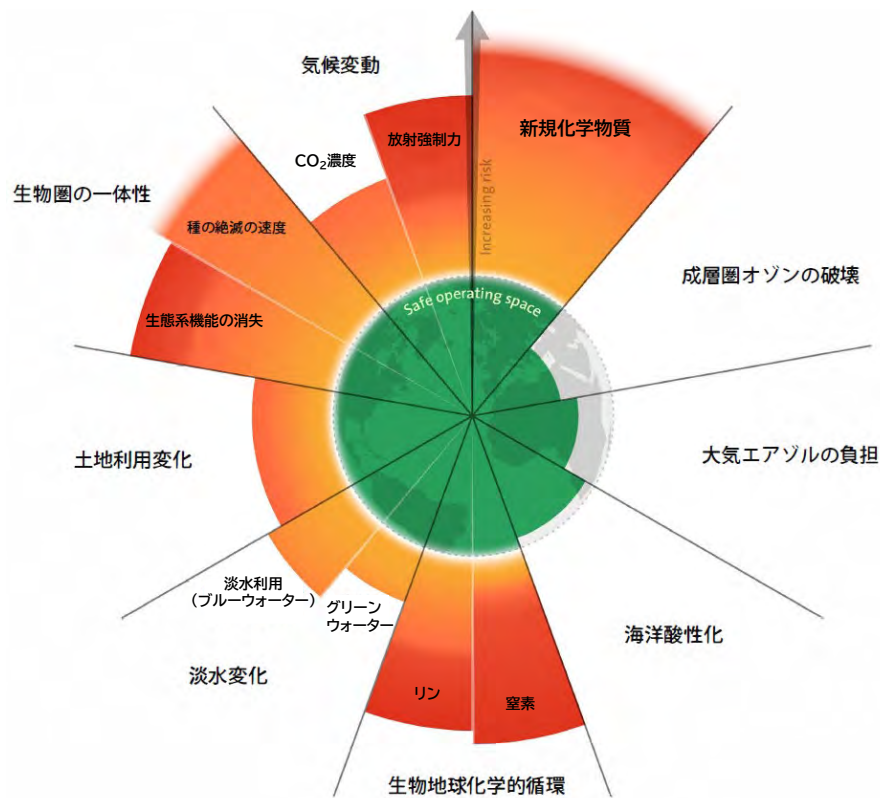 気候変動
放射強制力
新規化学物質
CO₂濃度
Increasing risk
生物圏の一体性
種の絶滅の速度
成層圏オゾンの破壊
Safe operating space
生態系機能の消失
土地利用変化
大気エアゾルの負担
淡水利用
（ブルーウォーター）
グリーン
ウォーター
海洋酸性化
淡水変化
リン
窒素
生物地球化学的循環